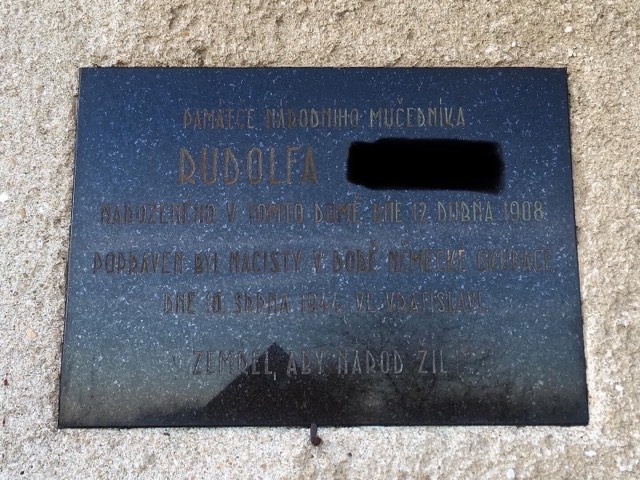 PAMÁTCE NÁRODNÍHO MUČEDNÍKA
RUDOLFA
NAROZENÉHO V TOMTO DOMĚ DNE 17. DUBNA 1908
POPRAVEN BYL NACISTY V DOBĚ NĚMECKÉ OKUPACE
DNE SRPNA 1944 VE VRATISLAVI.
ZEMŘEL, ABY NÁROD ŽIL